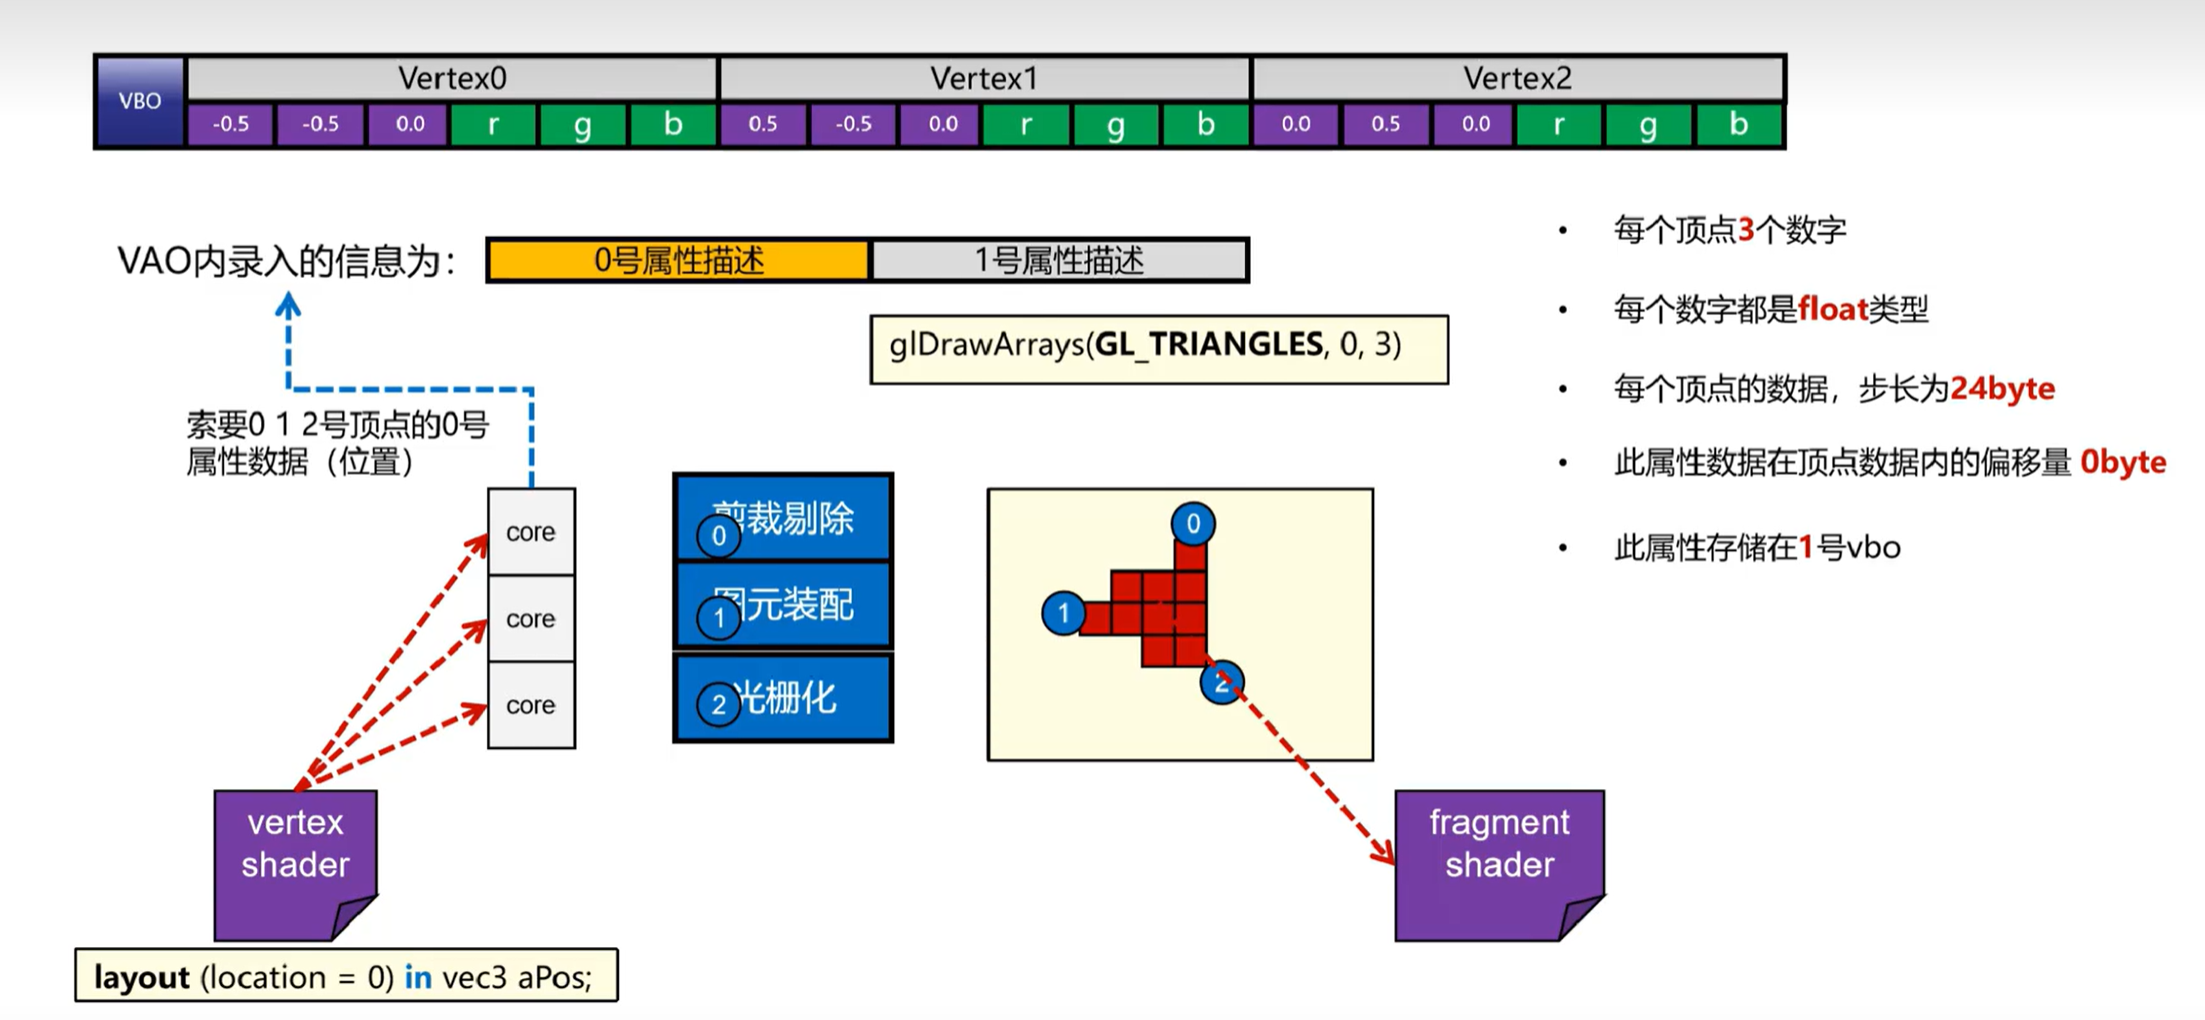 VBO
Vertex0
Vertex1
Vertex2
-0.5 -0.5 0.0 r g b 0.5 -0.5 0.0 r g b 0.0 0.5 0.0 r g b
VAO内录入的信息为：
0号属性描述
1号属性描述
glDrawArrays(GL_TRIANGLES, 0, 3)
• 每个顶点3个数字
• 每个数字都是float类型
• 每个顶点的数据，步长为24byte
• 此属性数据在顶点数据内的偏移量 0byte
• 此属性存储在1号vbo
索要0 1 2号顶点的0号
属性数据（位置）
core
core
core
剪裁剔除
0
图元装配
1
光栅化
2
0
1
2
vertex
shader
fragment
shader
layout (location = 0) in vec3 aPos;